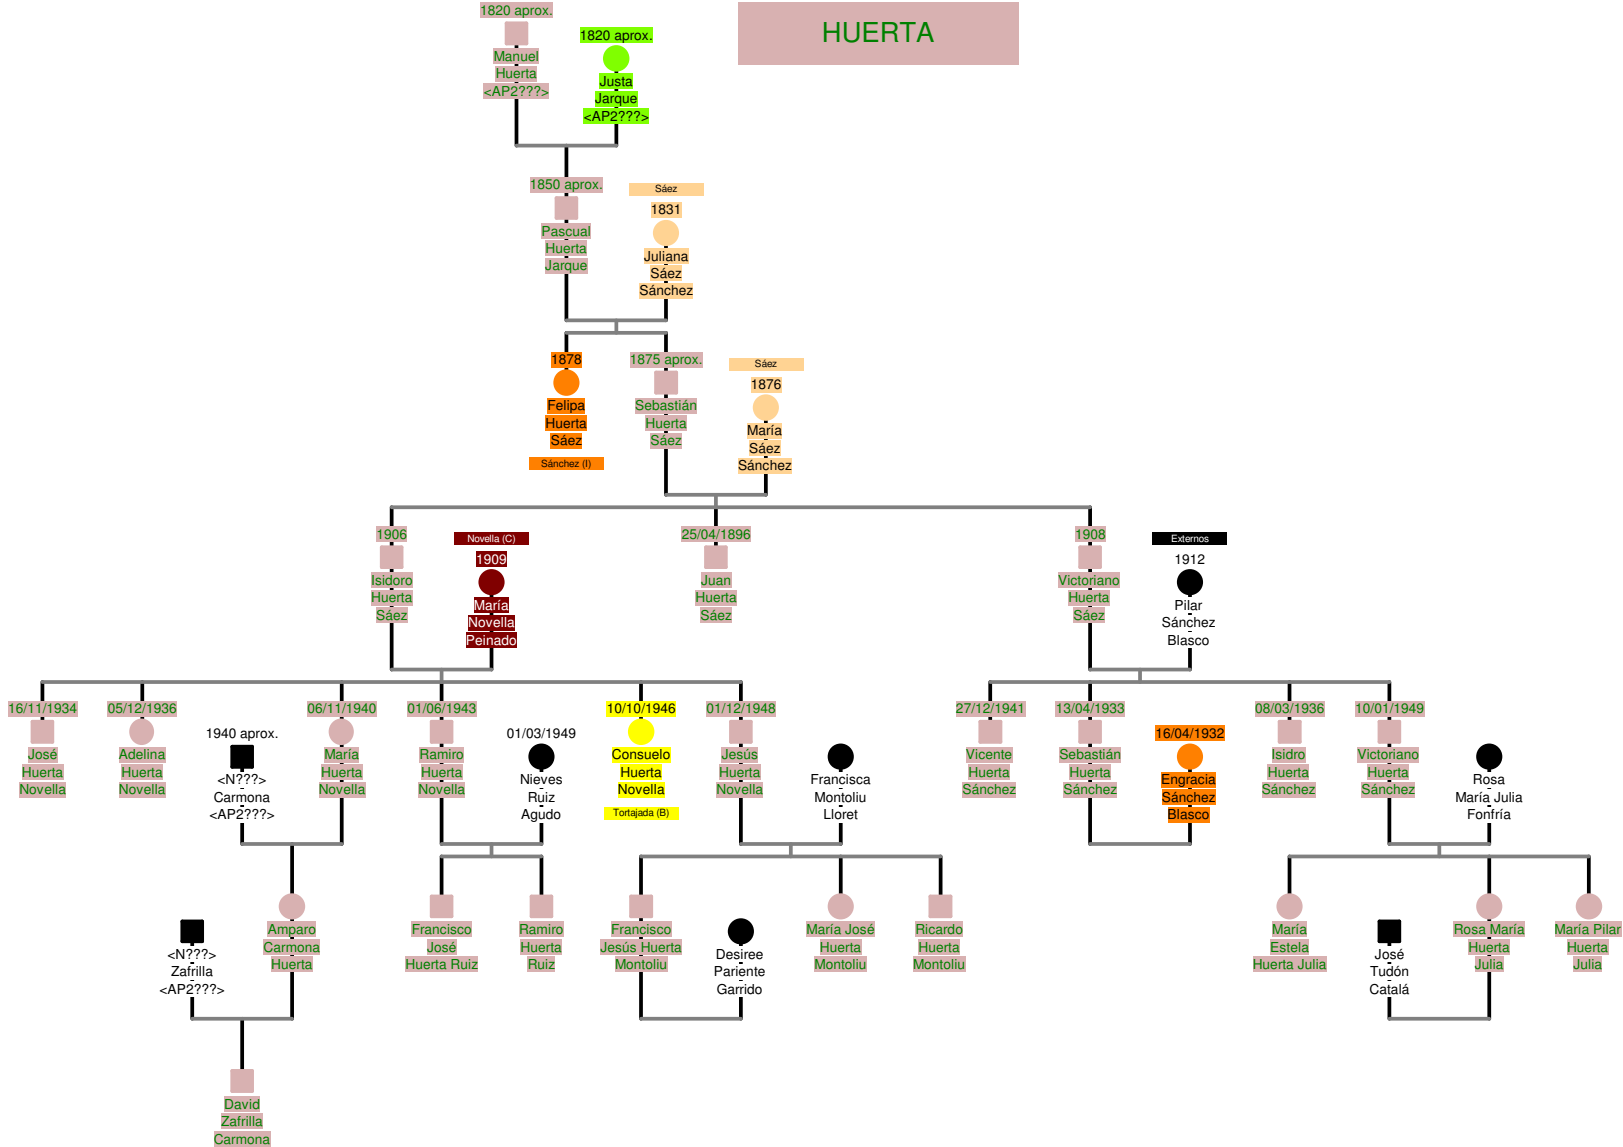 HUERTA
1820 aprox.
Manuel
Huerta
<AP2???>
1820 aprox.
Justa
Jarque
<AP2???>
1850 aprox.
Pascual
Huerta
Jarque
Sáez
1831
Juliana
Sáez
Sánchez
1878
Felipa
Huerta
Sáez
Sánchez (I)
1875 aprox.
Sebastián
Huerta
Sáez
Sáez
1876
María
Sáez
Sánchez
1906
Isidoro
Huerta
Sáez
Novella (C)
1909
María
Novella
Peinado
25/04/1896
Juan
Huerta
Sáez
1908
Victoriano
Huerta
Sáez
Externos
1912
Pilar
Sánchez
Blasco
16/11/1934
José
Huerta
Novella
05/12/1936
Adelina
Huerta
Novella
1940 aprox.
<N???>
Carmona
<AP2???>
06/11/1940
María
Huerta
Novella
01/06/1943
Ramiro
Huerta
Novella
01/03/1949
Nieves
Ruiz
Agudo
10/10/1946
Consuelo
Huerta
Novella
Tortajada (B)
01/12/1948
Jesús
Huerta
Novella
Francisca
Montoliu
Lloret
27/12/1941
Vicente
Huerta
Sánchez
13/04/1933
Sebastián
Huerta
Sánchez
16/04/1932
Engracia
Sánchez
Blasco
08/03/1936
Isidro
Huerta
Sánchez
10/01/1949
Victoriano
Huerta
Sánchez
Rosa
María Julia
Fonfría
<N???>
Zafrilla
<AP2???>
Amparo
Carmona
Huerta
Francisco
José
Huerta Ruiz
Ramiro
Huerta
Ruiz
Francisco
Jesús Huerta
Montoliu
Desiree
Pariente
Garrido
María José
Huerta
Montoliu
Ricardo
Huerta
Montoliu
María
Estela
Huerta Julia
José
Tudón
Catalá
Rosa María
Huerta
Julia
María Pilar
Huerta
Julia
David
Zafrilla
Carmona